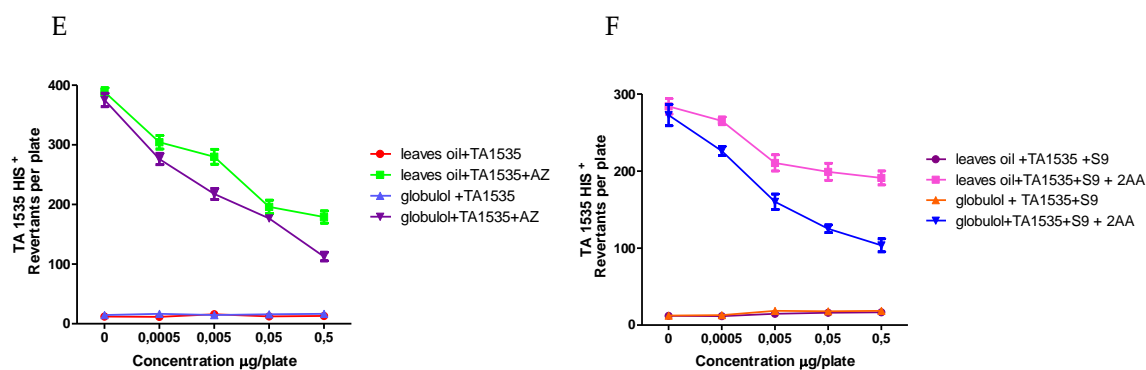 E
TA 1535 HIS +
Revertants per plate
400
300
200
100
0
0 0,0005 0,005 0,05 0,5
Concentration µg/plate
leaves oil+TA1535
leaves oil+TA1535+AZ
globulol +TA1535
globulol+TA1535+AZ
F
TA 1535 HIS +
Revertants per plate
300
200
100
0
0 0,0005 0,005 0,05 0,5
Concentration µg/plate
leaves oil +TA1535 +S9
leaves oil+TA1535+S9 + 2AA
globulol + TA1535+S9
globulol+TA1535+S9 + 2AA